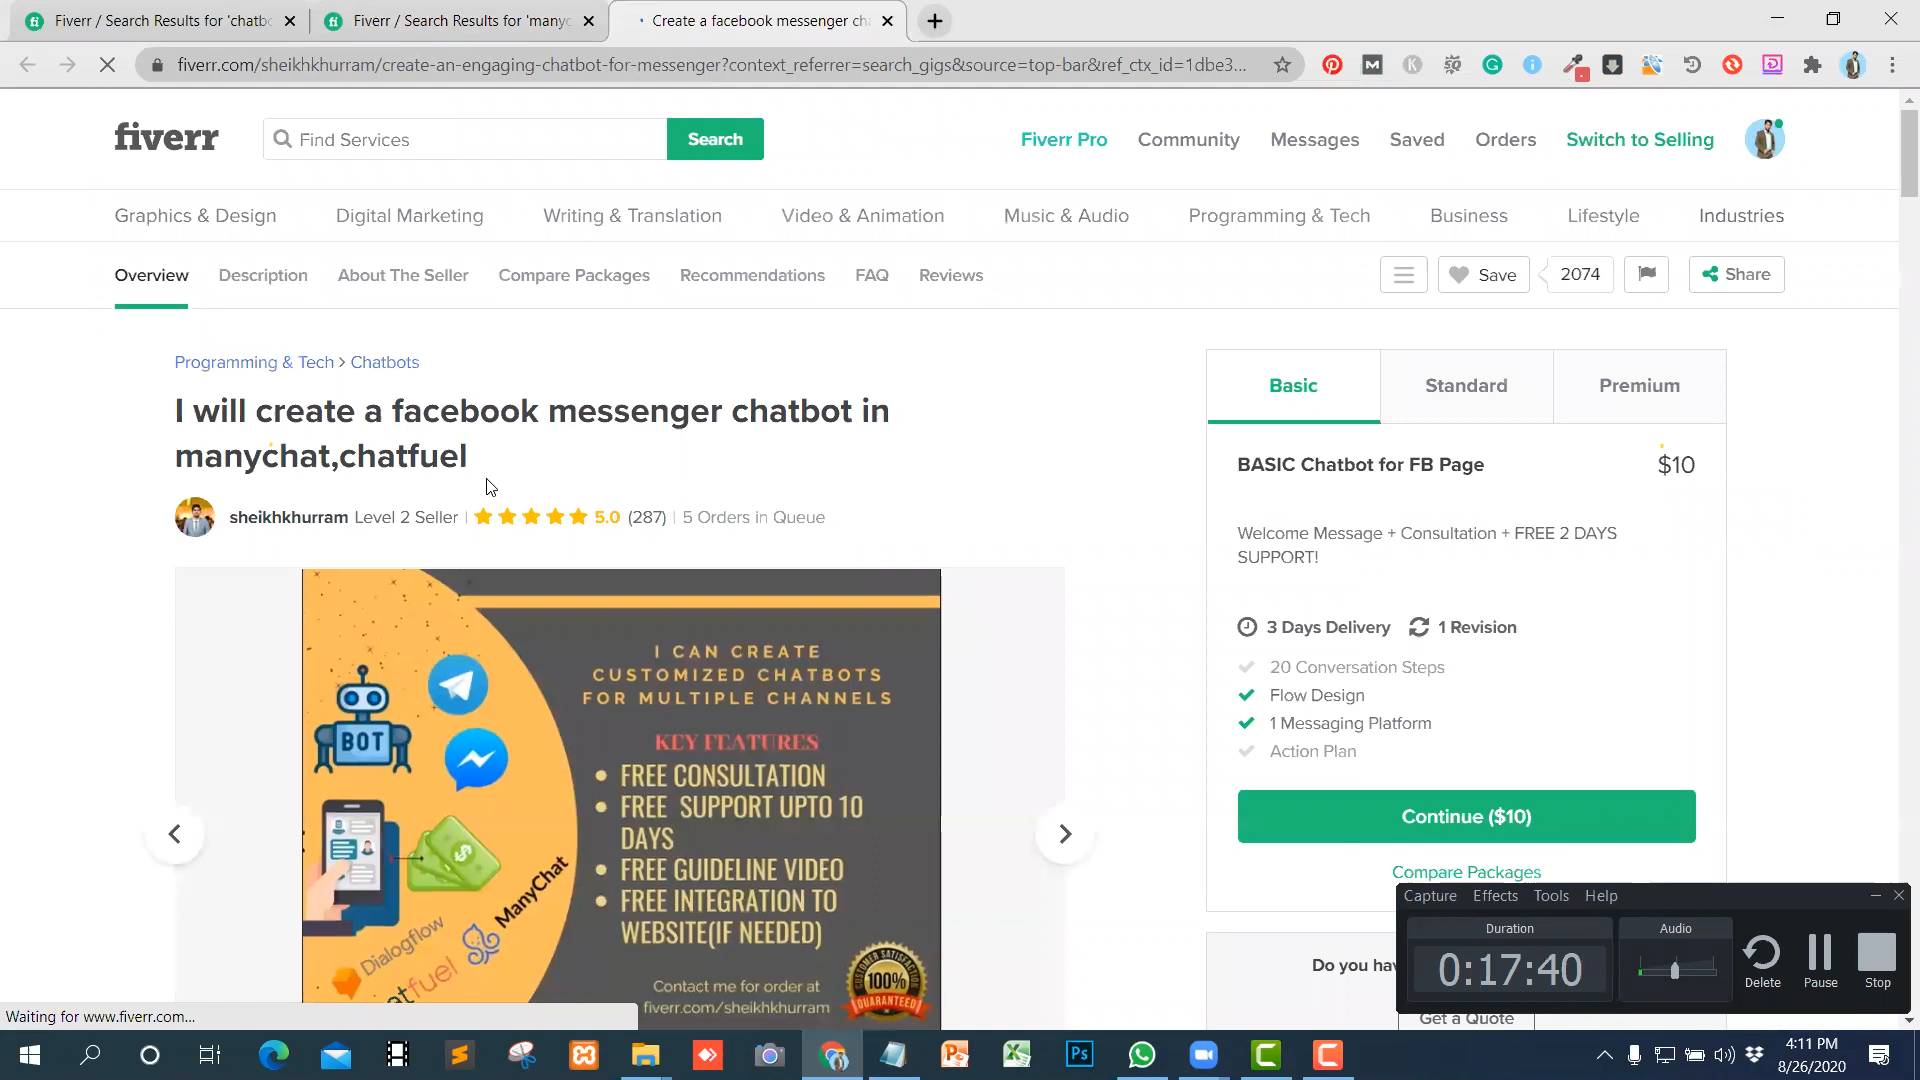 Fiverr / Search Results for 'chatbo
Fiverr / Search Results for 'manyc
Create a facebook messenger cha
fiverr.com/sheikhkhurram/create-an-engaging-chatbot-for-messenger?context_referrer=search_gigs&source=top-bar&ref_ctx_id=1dbe3...
fiverr
Find Services
Search
Fiverr Pro
Community
Messages
Saved
Orders
Switch to Selling
Graphics & Design
Digital Marketing
Writing & Translation
Video & Animation
Music & Audio
Programming & Tech
Business
Lifestyle
Industries
Overview
Description
About The Seller
Compare Packages
Recommendations
FAQ
Reviews
Save
2074
Share
Programming & Tech > Chatbots
I will create a facebook messenger chatbot in
manychat,chatfuel
sheikhkhurram Level 2 Seller | 5.0 (287) | 5 Orders in Queue
Basic
Standard
Premium
BASIC Chatbot for FB Page
$10
Welcome Message + Consultation + FREE 2 DAYS
SUPPORT!
3 Days Delivery
1 Revision
20 Conversation Steps
Flow Design
1 Messaging Platform
Action Plan
Continue ($10)
Compare Packages
I CAN CREATE
CUSTOMIZED CHATBOTS
FOR MULTIPLE CHANNELS
KEY FEATURES
• FREE CONSULTATION
• FREE SUPPORT UPTO 10
DAYS
• FREE GUIDELINE VIDEO
• FREE INTEGRATION TO
WEBSITE(IF NEEDED)
Contact me for order at
fiverr.com/sheikhkhurram
BOT
ManyChat
Dialogflow
tfuel
CUSTOMER SATISFACTION
100%
GUARANTEED
Do you hav
Get a Quote
Capture
Effects
Tools
Help
Duration
0:17:40
Audio
Delete
Pause
Stop
Waiting for www.fiverr.com...
4:11 PM
8/26/2020